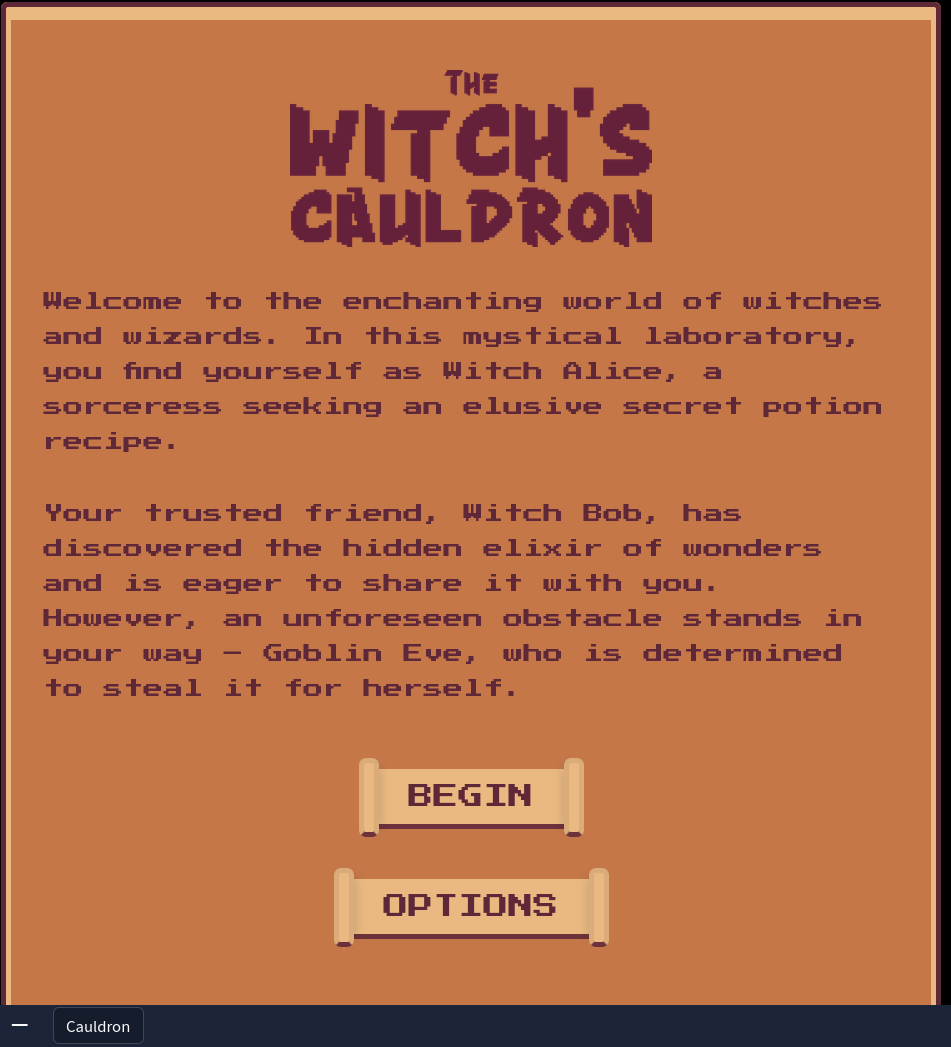 THE
WITCH'S
CAULDRON
Welcome to the enchanting world of witches
and wizards. In this mystical laboratory,
you find yourself as Witch Alice, a
sorceress seeking an elusive secret potion
recipe.
Your trusted friend, Witch Bob, has
discovered the hidden elixir of wonders
and is eager to share it with you.
However, an unforeseen obstacle stands in
your way – Goblin Eve, who is determined
to steal it for herself.
BEGIN
OPTIONS
Cauldron